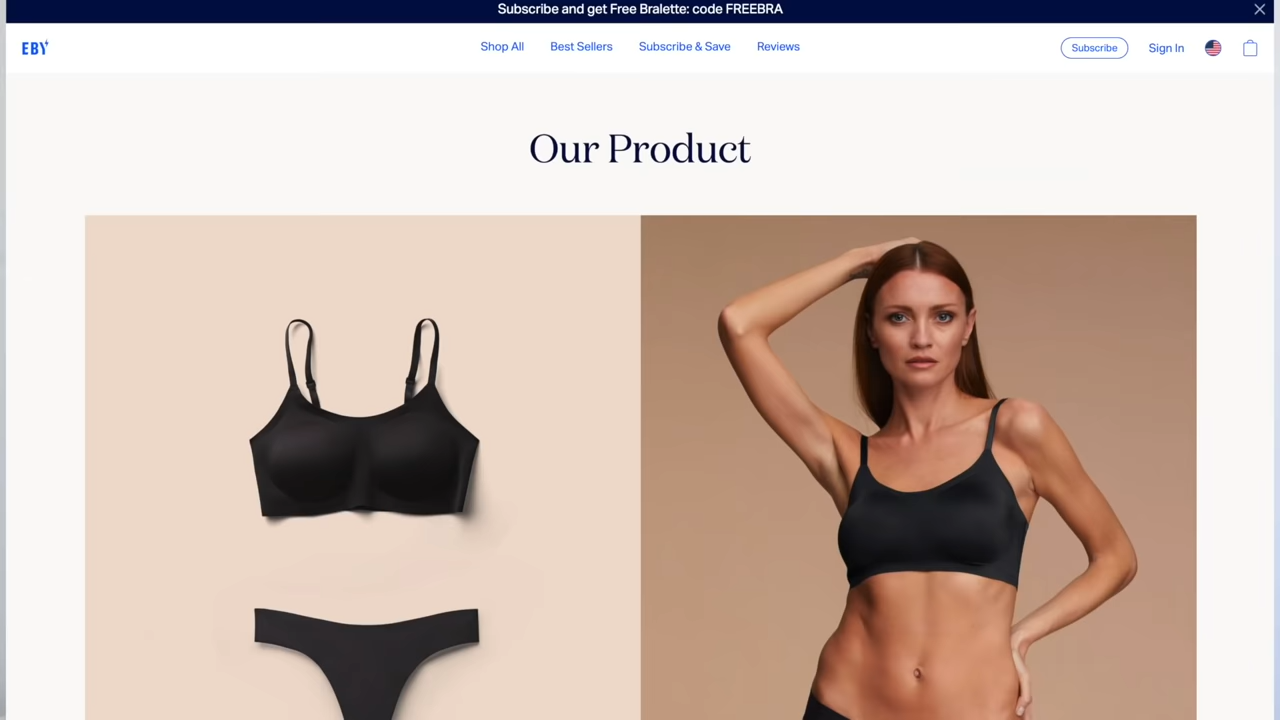 Subscribe and get Free Bralette: code FREEBRA
EBY
Shop All
Best Sellers
Subscribe & Save
Reviews
Subscribe
Sign In
Our Product